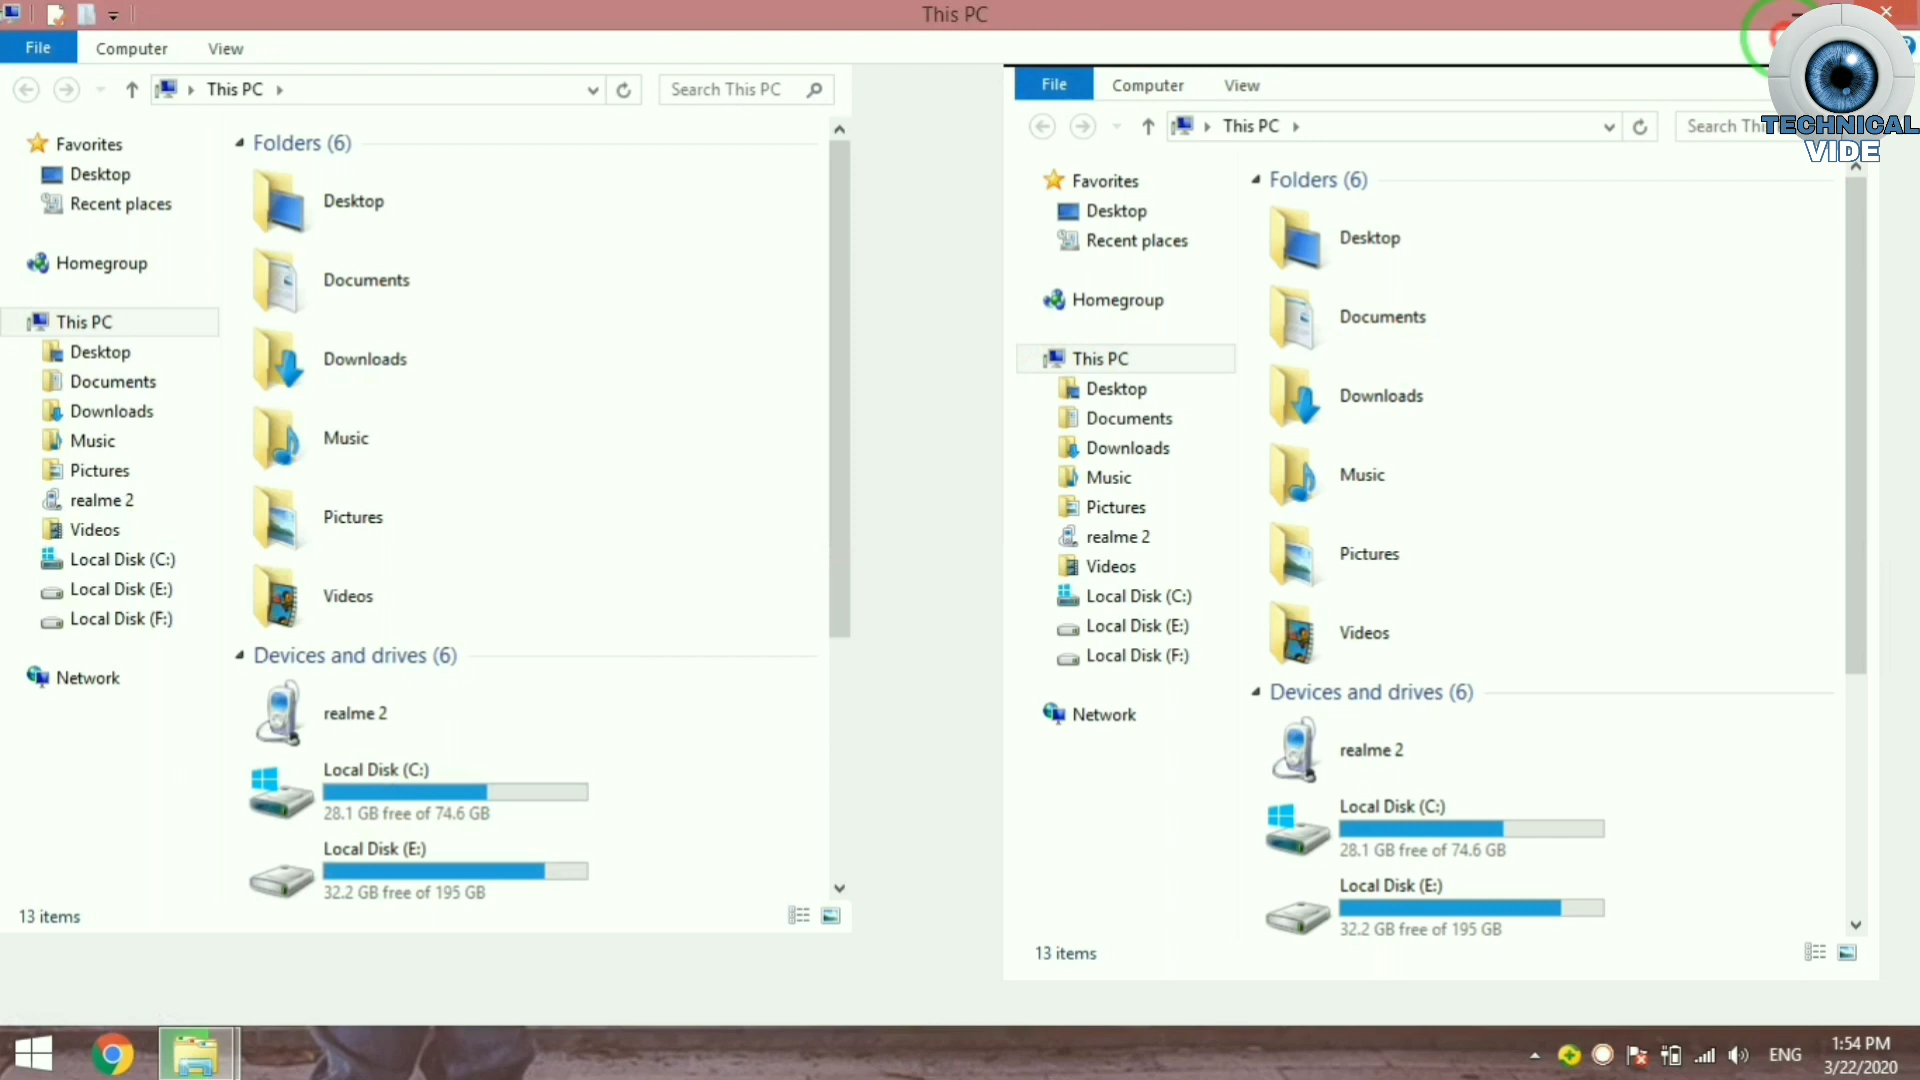 This PC
File Computer View
This PC
Search This PC
Favorites
Desktop
Recent places
Homegroup
This PC
Desktop
Documents
Downloads
Music
Pictures
realme 2
Videos
Local Disk (C:)
Local Disk (E:)
Local Disk (F:)
Network
Folders (6)
Desktop
Documents
Downloads
Music
Pictures
Videos
Devices and drives (6)
realme 2
Local Disk (C:)
28.1 GB free of 74.6 GB
Local Disk (E:)
32.2 GB free of 195 GB
13 items
File Computer View
This PC
Search
TECHNICAL
VIDE
Favorites
Desktop
Recent places
Homegroup
This PC
Desktop
Documents
Downloads
Music
Pictures
realme 2
Videos
Local Disk (C:)
Local Disk (E:)
Local Disk (F:)
Network
Folders (6)
Desktop
Documents
Downloads
Music
Pictures
Videos
Devices and drives (6)
realme 2
Local Disk (C:)
28.1 GB free of 74.6 GB
Local Disk (E:)
32.2 GB free of 195 GB
13 items
ENG
1:54 PM
3/22/2020